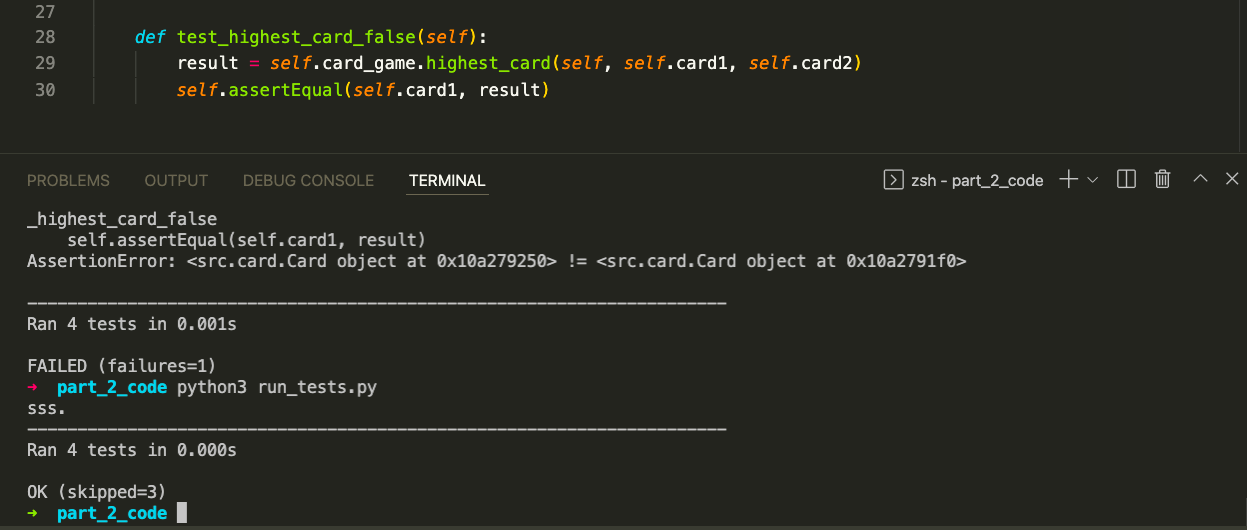 27
28 def test_highest_card_false(self):
29 result = self.card_game.highest_card(self, self.card1, self.card2)
30 self.assertEqual(self.card1, result)
PROBLEMS OUTPUT DEBUG CONSOLE TERMINAL zsh - part_2_code
_highest_card_false
self.assertEqual(self.card1, result)
AssertionError: <src.card.Card object at 0x10a279250> != <src.card.Card object at 0x10a2791f0>
----------------------------------------------------------------------
Ran 4 tests in 0.001s
FAILED (failures=1)
➜ part_2_code python3 run_tests.py
sss.
----------------------------------------------------------------------
Ran 4 tests in 0.000s
OK (skipped=3)
➜ part_2_code